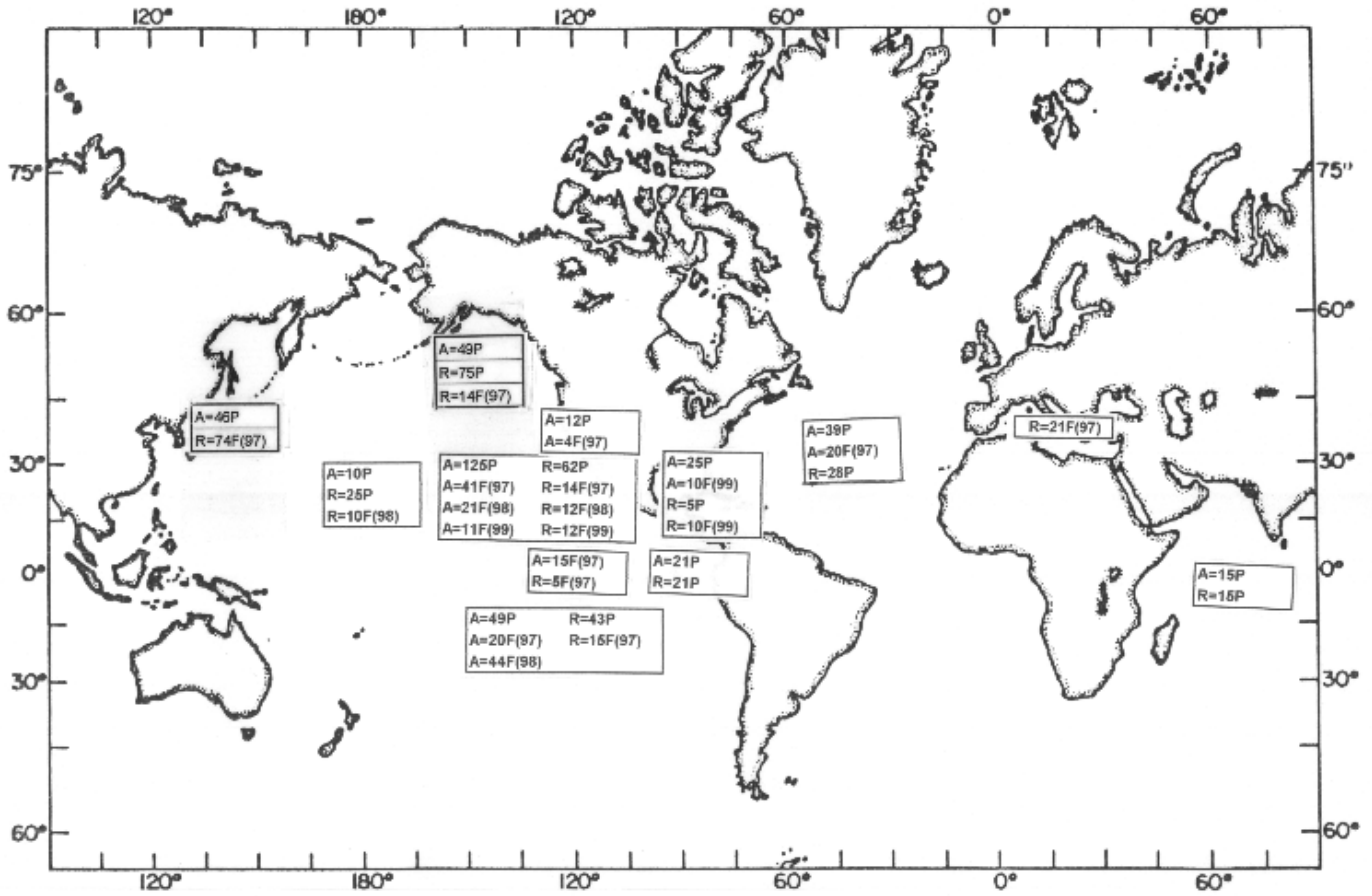 120° 180° 120° 60° 0° 60°
75° 75"
60° 60°
A=49P
R=75P
R=14F(97)
A=46P
R=74F(97)
A=12P
A=4F(97)
A=39P
A=20F(97)
R=28P
R=21F(97)
30° 30°
A=10P
R=25P
R=10F(98)
A=125P R=62P
A=41F(97) R=14F(97)
A=21F(98) R=12F(98)
A=11F(99) R=12F(99)
A=25P
A=10F(99)
R=5P
R=10F(99)
0° 0°
A=15F(97)
R=5F(97)
A=21P
R=21P
A=15P
R=15P
A=49P R=43P
A=20F(97) R=15F(97)
A=44F(98)
30° 30°
60° 60°
120° 180° 120° 60° 0° 60°